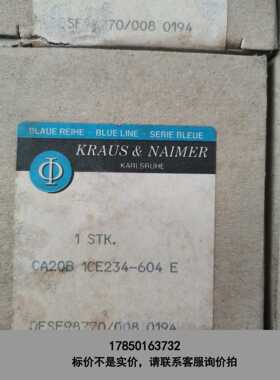 BLAUE REIHE - BLUE LINE - SERIE BLEUE
KRAUS & NAIMER
KARLSRUHE
1 STK.
CA20B 1CE234-604 E
17850163732
标价不是实价，请联系客服询价拍